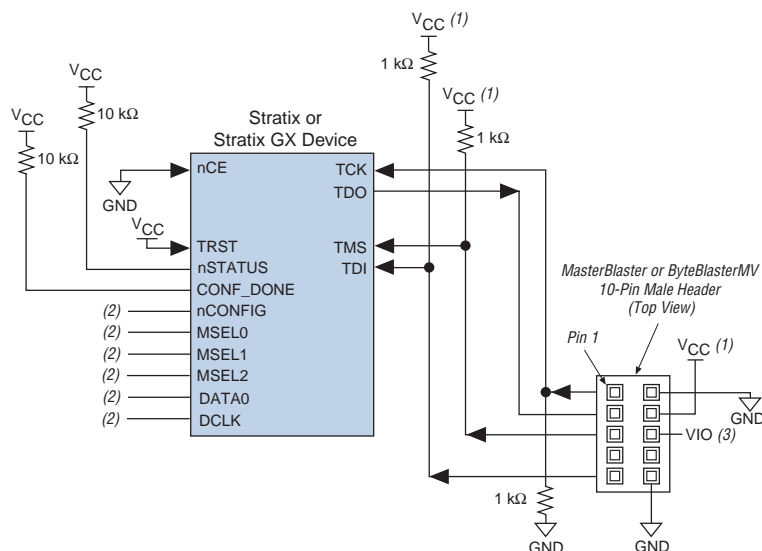 VCC (1)
1 kΩ
VCC
VCC (1)
10 kΩ
1 kΩ
VCC
10 kΩ
Stratix or
Stratix GX Device
nCE
TCK
GND
TDO
VCC
TRST
TMS
nSTATUS
TDI
CONF_DONE
(2) nCONFIG
(2) MSEL0
(2) MSEL1
(2) MSEL2
(2) DATA0
(2) DCLK
MasterBlaster or ByteBlasterMV
10-Pin Male Header
(Top View)
Pin 1
VCC (1)
GND
VIO (3)
1 kΩ
GND
GND